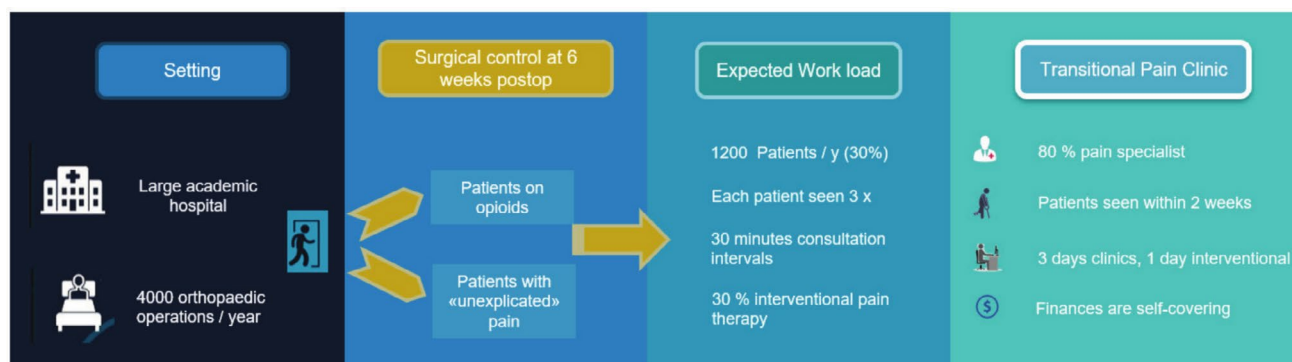 Setting
Large academic
hospital
4000 orthopaedic
operations / year
Surgical control at 6
weeks postop
Patients on
opioids
Patients with
«unexplicated»
pain
Expected Work load
1200 Patients / y (30%)
Each patient seen 3 x
30 minutes consultation
intervals
30 % interventional pain
therapy
Transitional Pain Clinic
80 % pain specialist
Patients seen within 2 weeks
3 days clinics, 1 day interventional
$
Finances are self-covering